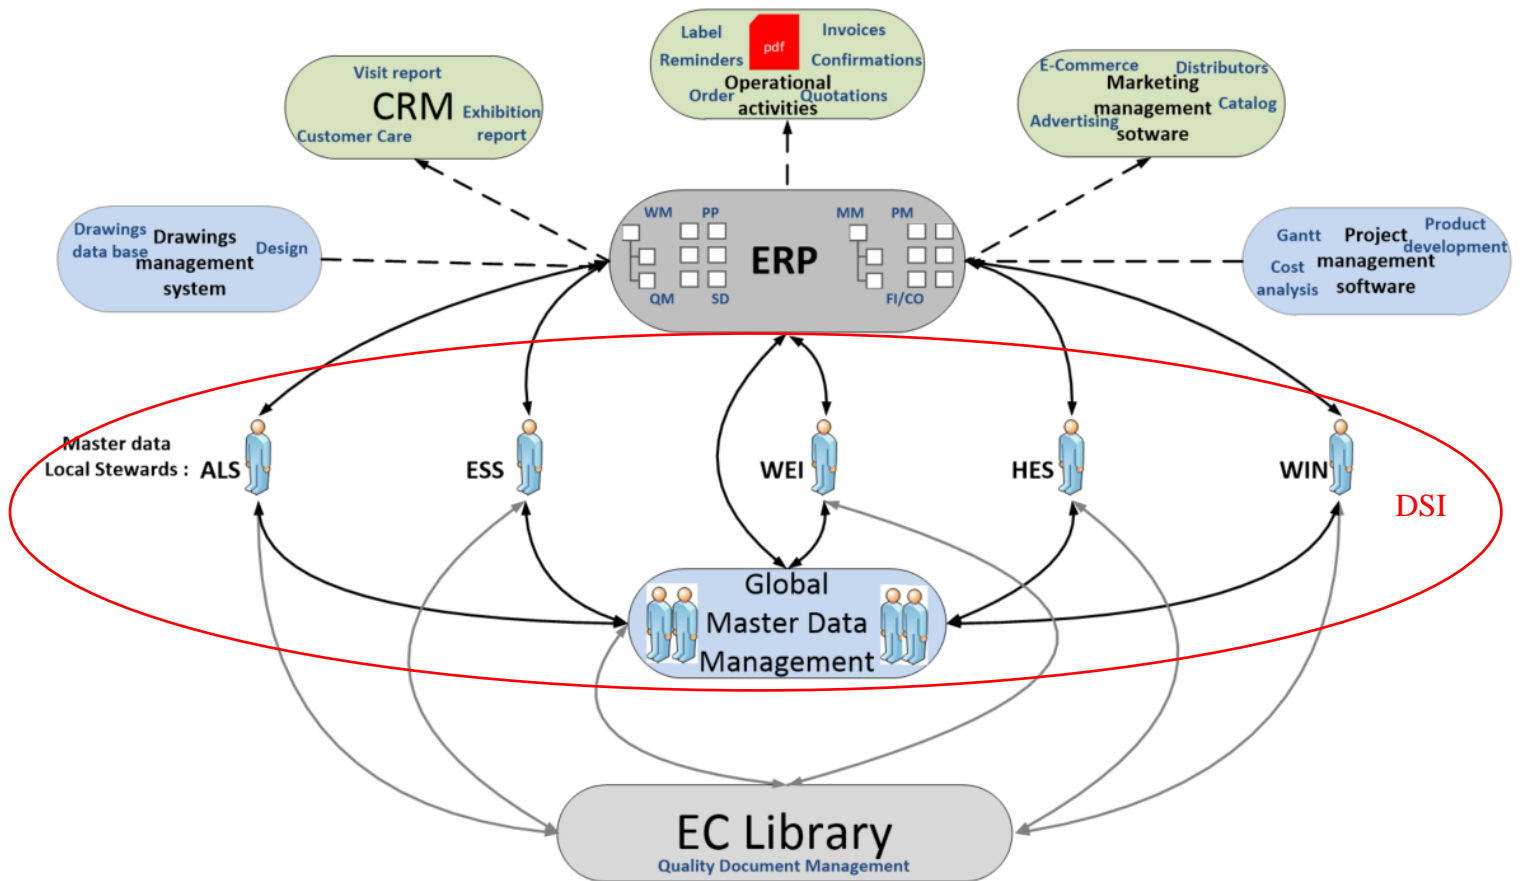 Label
pdf
Invoices
Reminders
Confirmations
Operational
activities
Order
Quotations
Visit report
CRM
Exhibition
report
Customer Care
E-Commerce
Distributors
Marketing
management
sotware
Catalog
Advertising
Drawings
data base
Drawings
management
system
Design
WM PP
ERP
MM PM
QM SD
FI/CO
Gantt
Project
management
software
Product
development
Cost
analysis
Master data
Local Stewards : ALS
ESS
WEI
HES
WIN
DSI
Global
Master Data
Management
EC Library
Quality Document Management